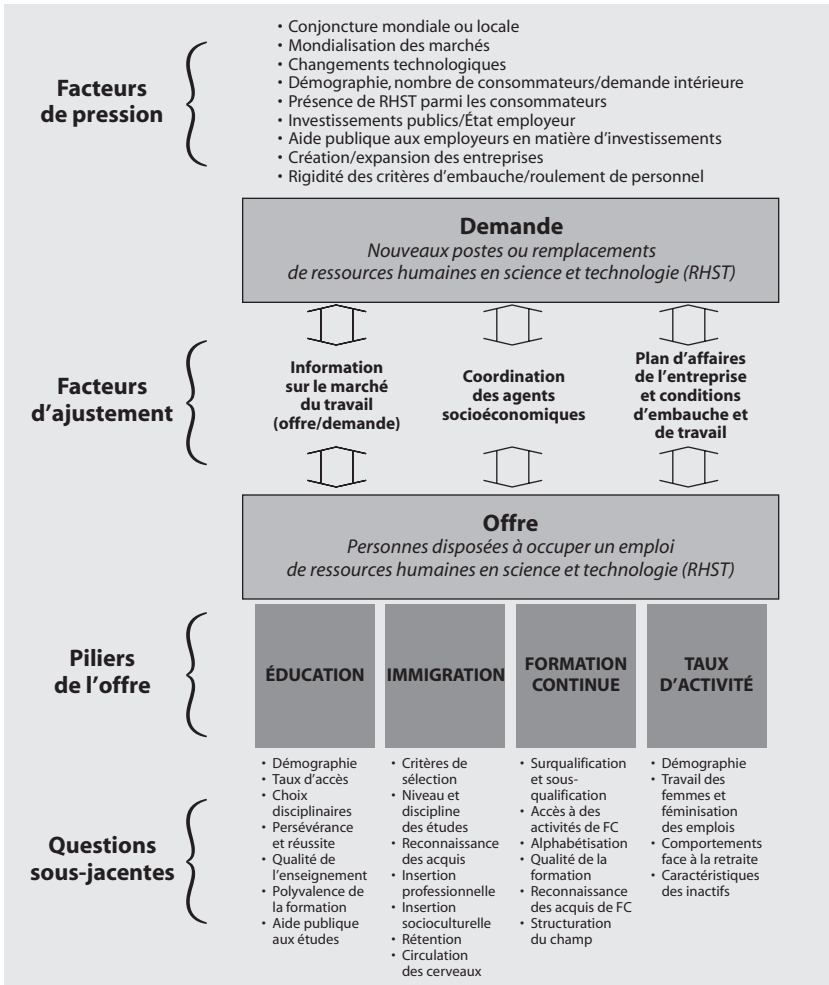 Facteurs
de pression
• Conjoncture mondiale ou locale
• Mondialisation des marchés
• Changements technologiques
• Démographie, nombre de consommateurs/demande intérieure
• Présence de RHST parmi les consommateurs
• Investissements publics/État employeur
• Aide publique aux employeurs en matière d’investissements
• Création/expansion des entreprises
• Rigidité des critères d’embauche/roulement de personnel
Demande
Nouveaux postes ou remplacements
de ressources humaines en science et technologie (RHST)
Facteurs
d’ajustement
Information
sur le marché
du travail
(offre/demande)
Coordination
des agents
socioéconomiques
Plan d’affaires
de l’entreprise
et conditions
d’embauche et
de travail
Offre
Personnes disposées à occuper un emploi
de ressources humaines en science et technologie (RHST)
Piliers
de l’offre
ÉDUCATION
IMMIGRATION
FORMATION
CONTINUE
TAUX
D’ACTIVITÉ
Questions
sous-jacentes
• Démographie
• Taux d’accès
• Choix
disciplinaires
• Persévérance
et réussite
• Qualité de
l’enseignement
• Polyvalence de
la formation
• Aide publique
aux études
• Critères de
sélection
• Niveau et
discipline
des études
• Reconnaissance
des acquis
• Insertion
professionnelle
• Insertion
socioculturelle
• Rétention
• Circulation
des cerveaux
• Surqualification
et sous-
qualification
• Accès à des
activités de FC
• Alphabétisation
• Qualité de la
formation
• Reconnaissance
des acquis de FC
• Structuration
du champ
• Démographie
• Travail des
femmes et
féminisation
des emplois
• Comportements
face à la retraite
• Caractéristiques
des inactifs